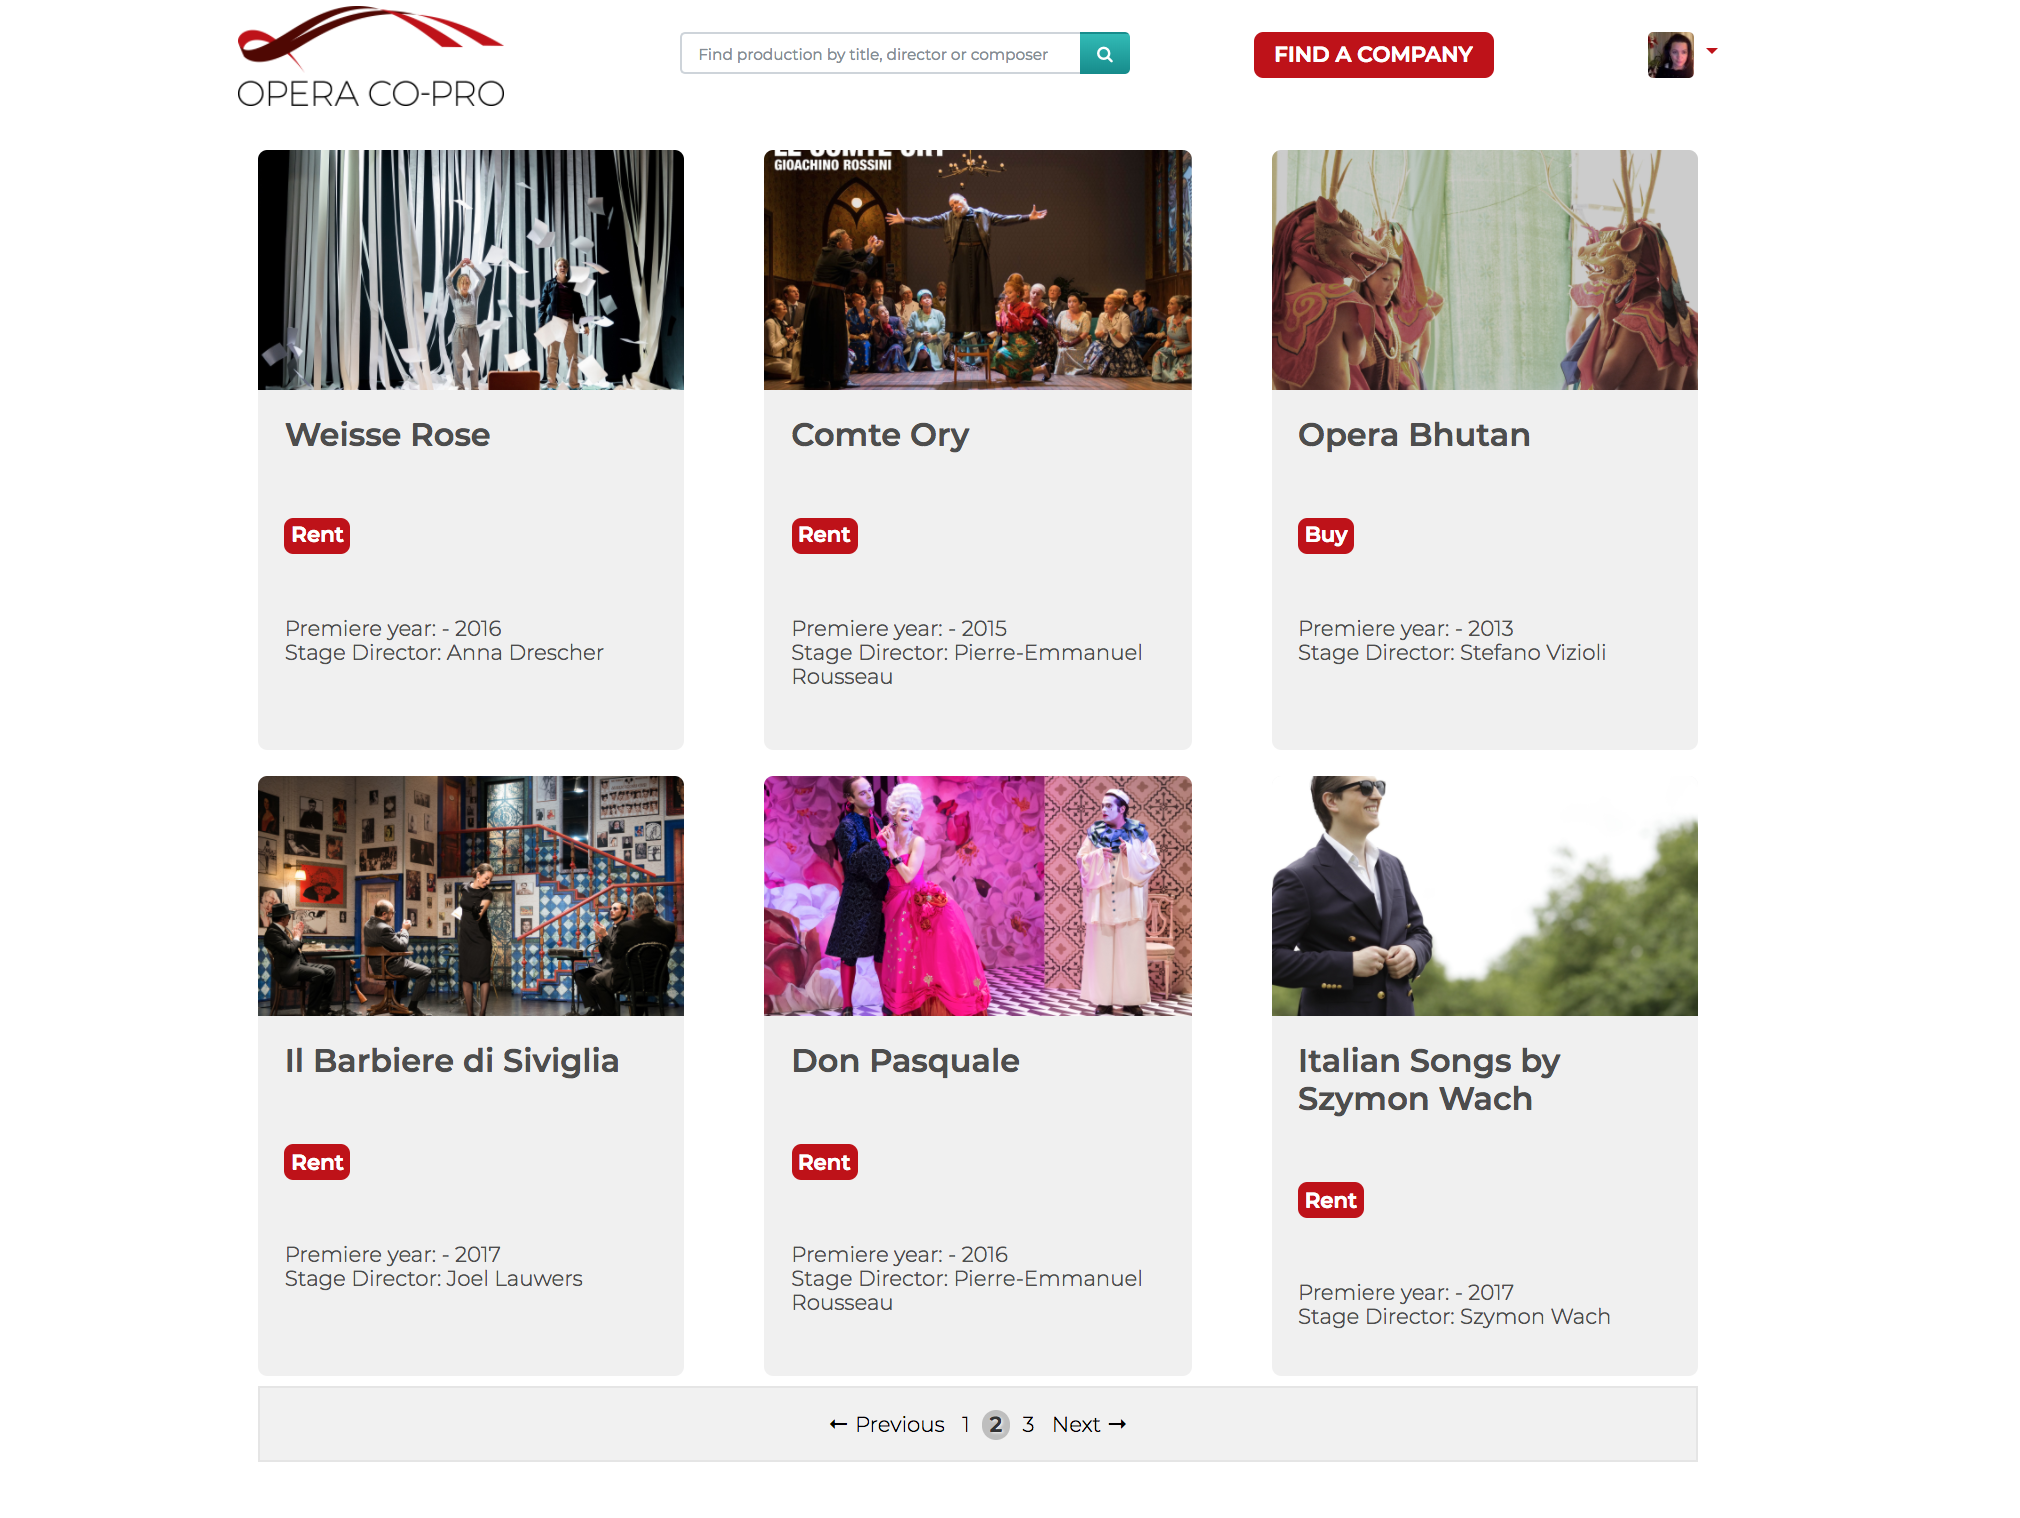 OPERA CO-PRO
Find production by title, director or composer
FIND A COMPANY
LE COMTE ORY
GIOACHINO ROSSINI
Weisse Rose
Rent
Premiere year: - 2016
Stage Director: Anna Drescher
Comte Ory
Rent
Premiere year: - 2015
Stage Director: Pierre-Emmanuel
Rousseau
Opera Bhutan
Buy
Premiere year: - 2013
Stage Director: Stefano Vizioli
Il Barbiere di Siviglia
Rent
Premiere year: - 2017
Stage Director: Joel Lauwers
Don Pasquale
Rent
Premiere year: - 2016
Stage Director: Pierre-Emmanuel
Rousseau
Italian Songs by
Szymon Wach
Rent
Premiere year: - 2017
Stage Director: Szymon Wach
← Previous 1 2 3 Next →